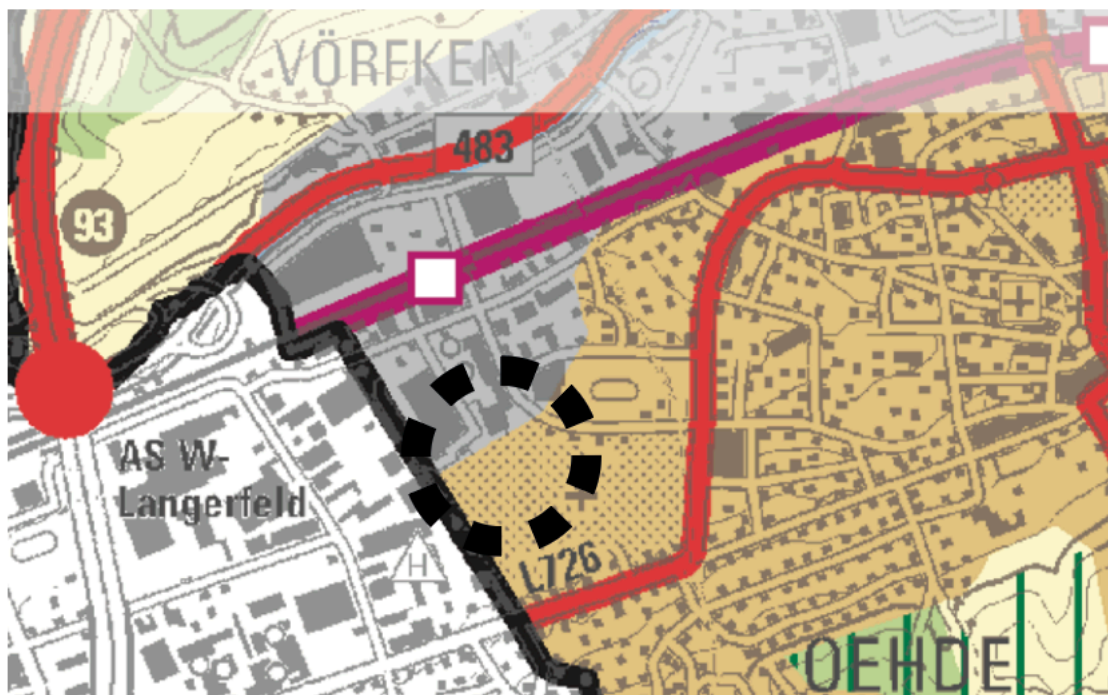 VÖRFKEN
483
93
AS W-
Langerfeld
H
L726
OEHDE